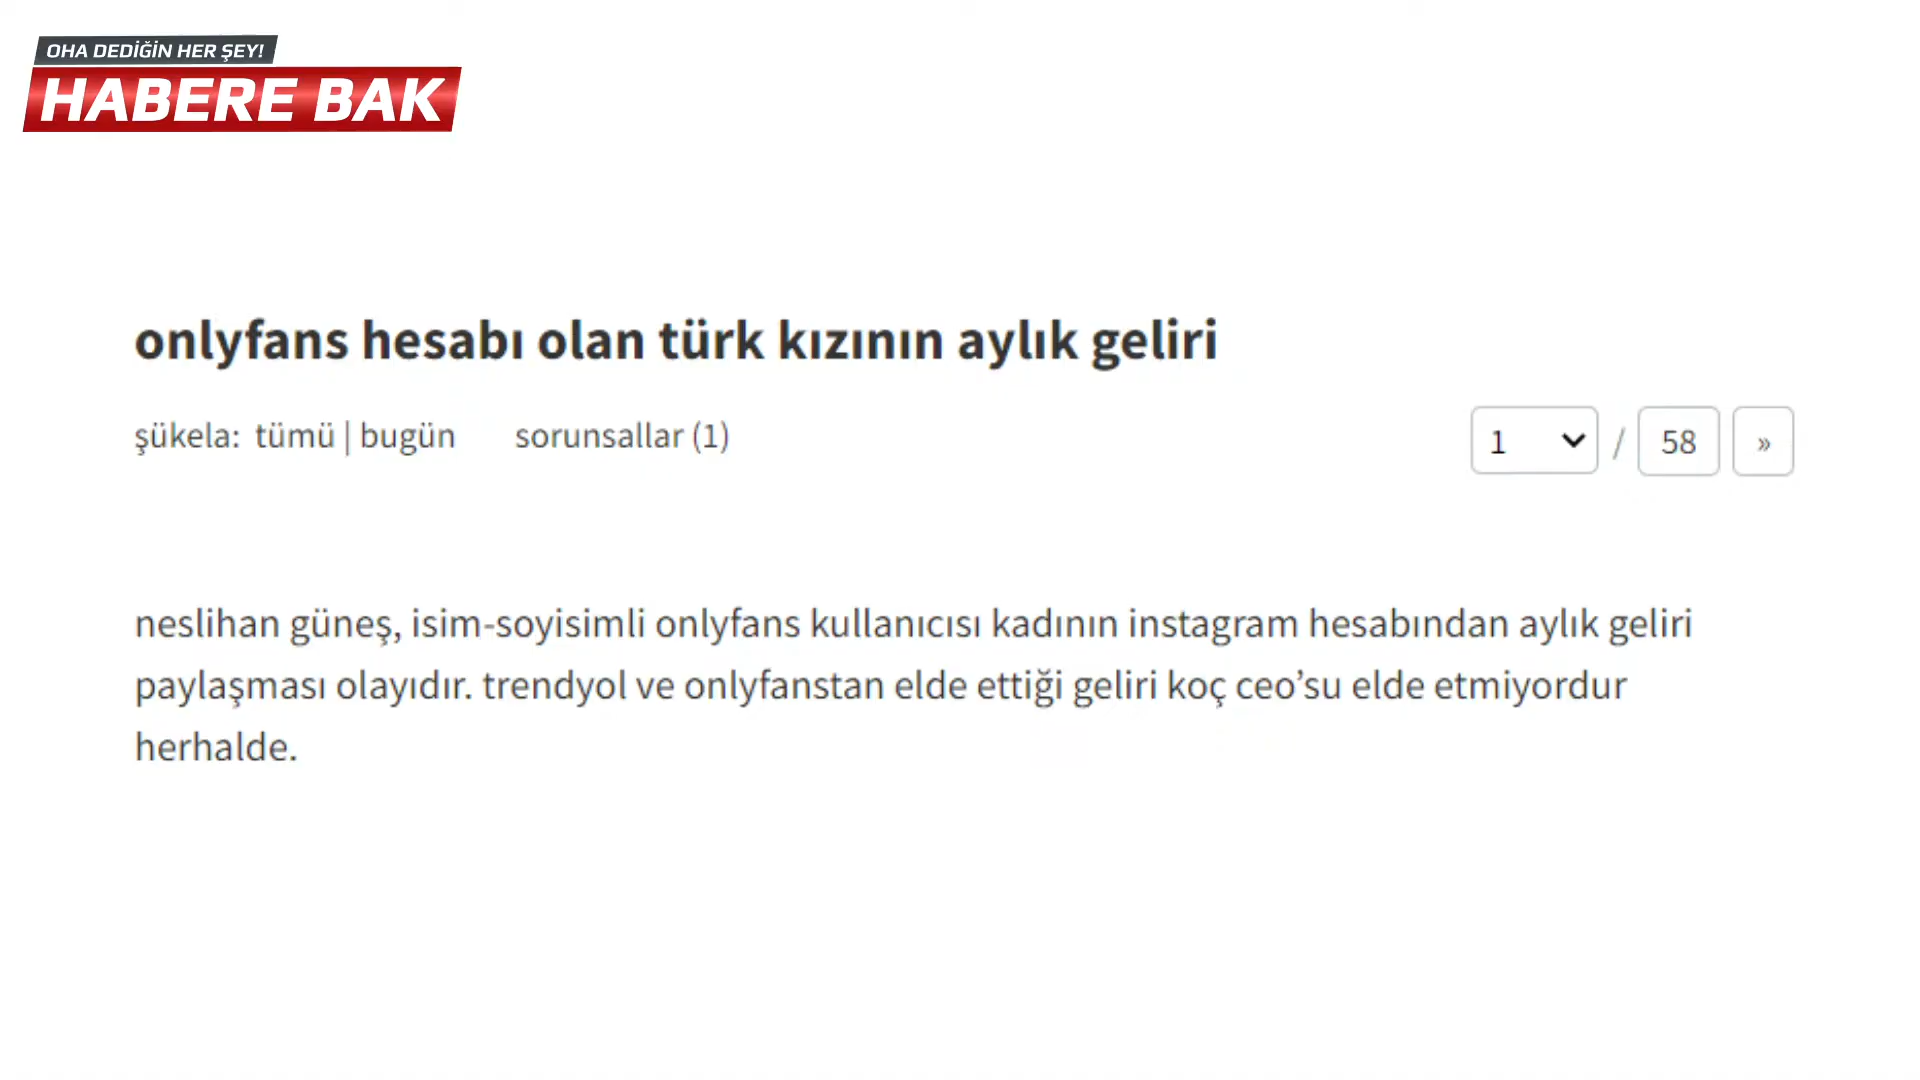 OHA DEDİĞİN HER ŞEY!
HABERE BAK
onlyfans hesabı olan türk kızının aylık geliri
şükela: tümü | bugün sorunsallar (1) 1 / 58 »
neslihan güneş, isim-soyisimli onlyfans kullanıcısı kadının instagram hesabından aylık geliri
paylaşması olayıdır. trendyol ve onlyfanstan elde ettiği geliri koç ceo’su elde etmiyordur
herhalde.